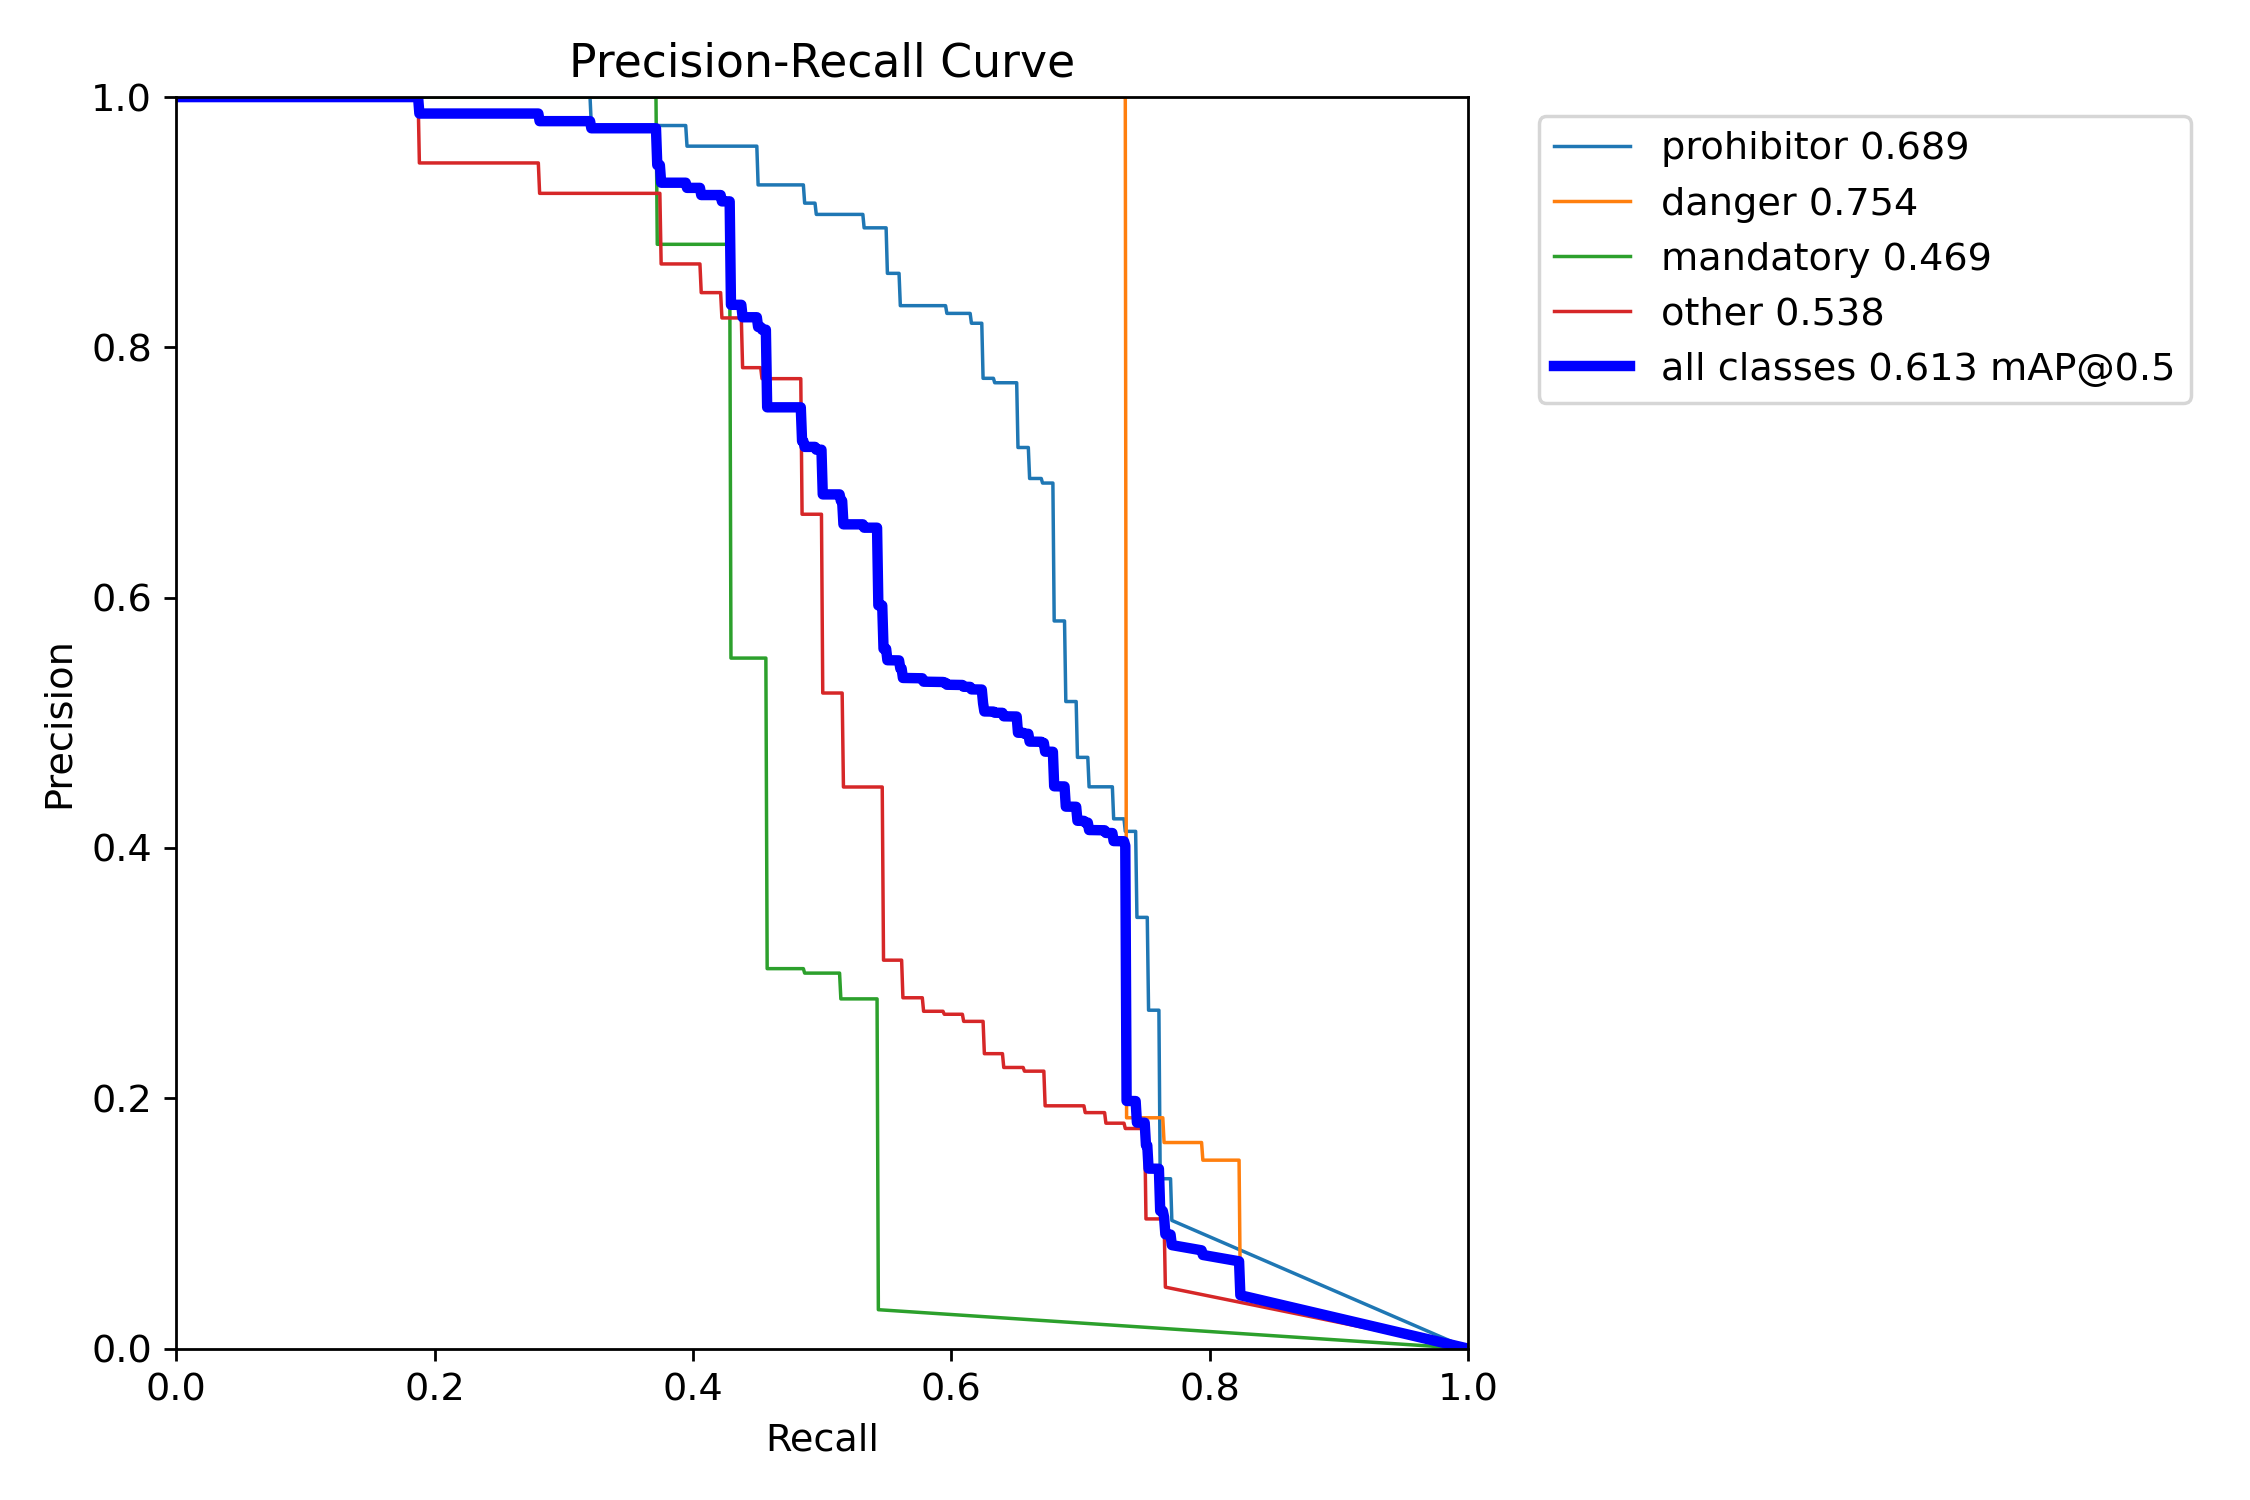 Precision-Recall Curve
1.0
0.8
0.6
0.4
0.2
0.0
Precision
0.0 0.2 0.4 0.6 0.8 1.0
Recall
prohibitor 0.689
danger 0.754
mandatory 0.469
other 0.538
all classes 0.613 mAP@0.5